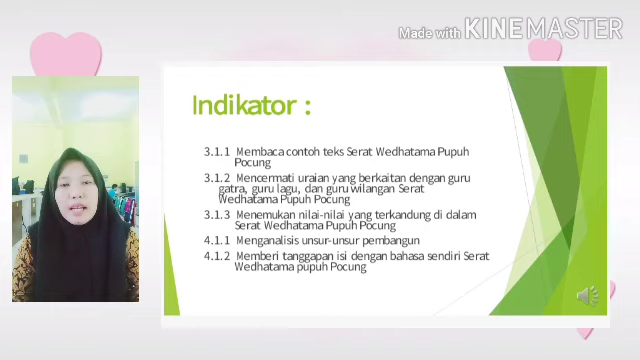 Made with KINEMASTER
Indikator :
3.1.1 Membaca contoh teks Serat Wedhatama Pupuh
Pocung
3.1.2 Mencermati uraian yang berkaitan dengan guru
gatra, guru lagu, dan guru wilangan Serat
Wedhatama Pupuh Pocung
3.1.3 Menemukan nilai-nilai yang terkandung di dalam
Serat Wedhatama Pupuh Pocung
4.1.1 Menganalisis unsur-unsur pembangun
4.1.2 Memberi tanggapan isi dengan bahasa sendiri Serat
Wedhatama pupuh Pocung